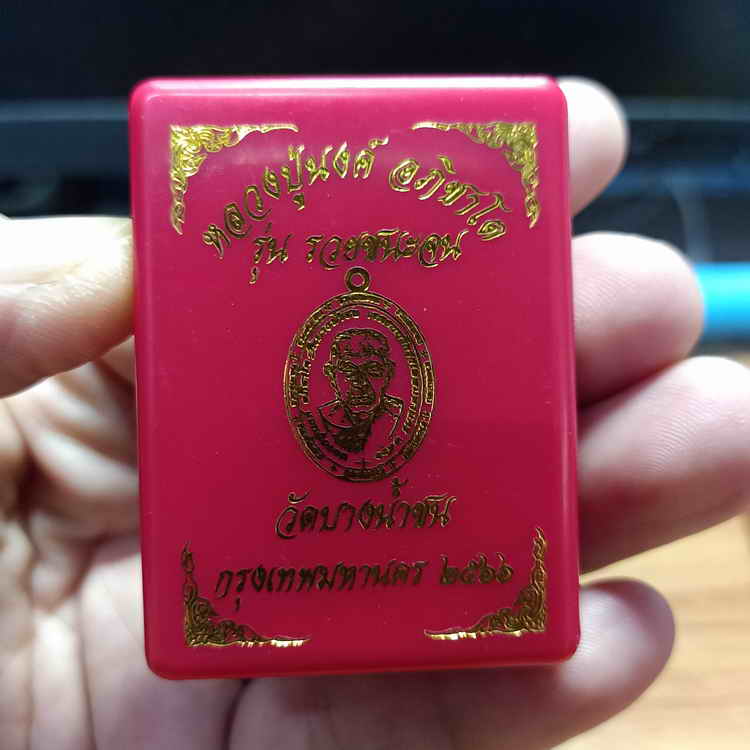 หลวงปู่นงค์ อภิชาโต
รุ่น รวยชนะจน
วัดบางน้ำชน
กรุงเทพมหานคร ๒๕๖๖